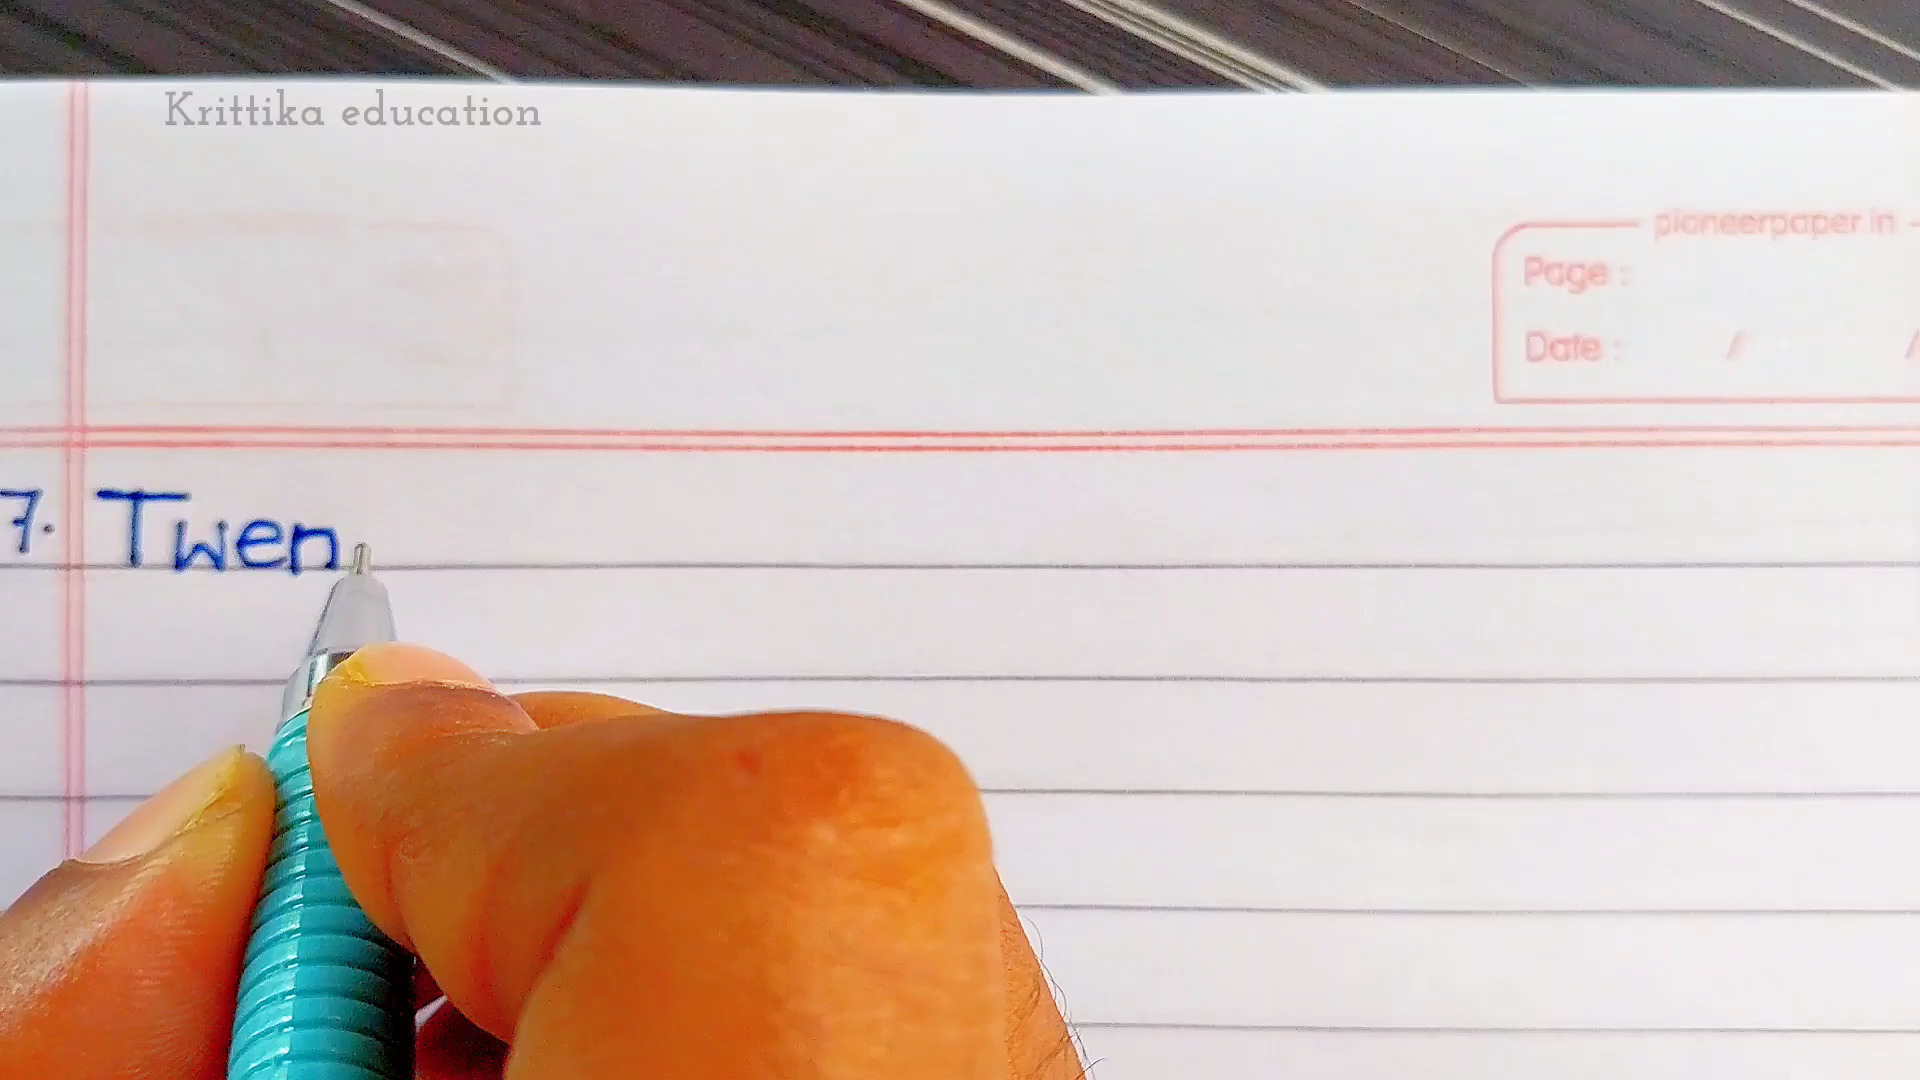 Krittika education
pioneerpaper.in
Page :
Date : / /
7. Twen